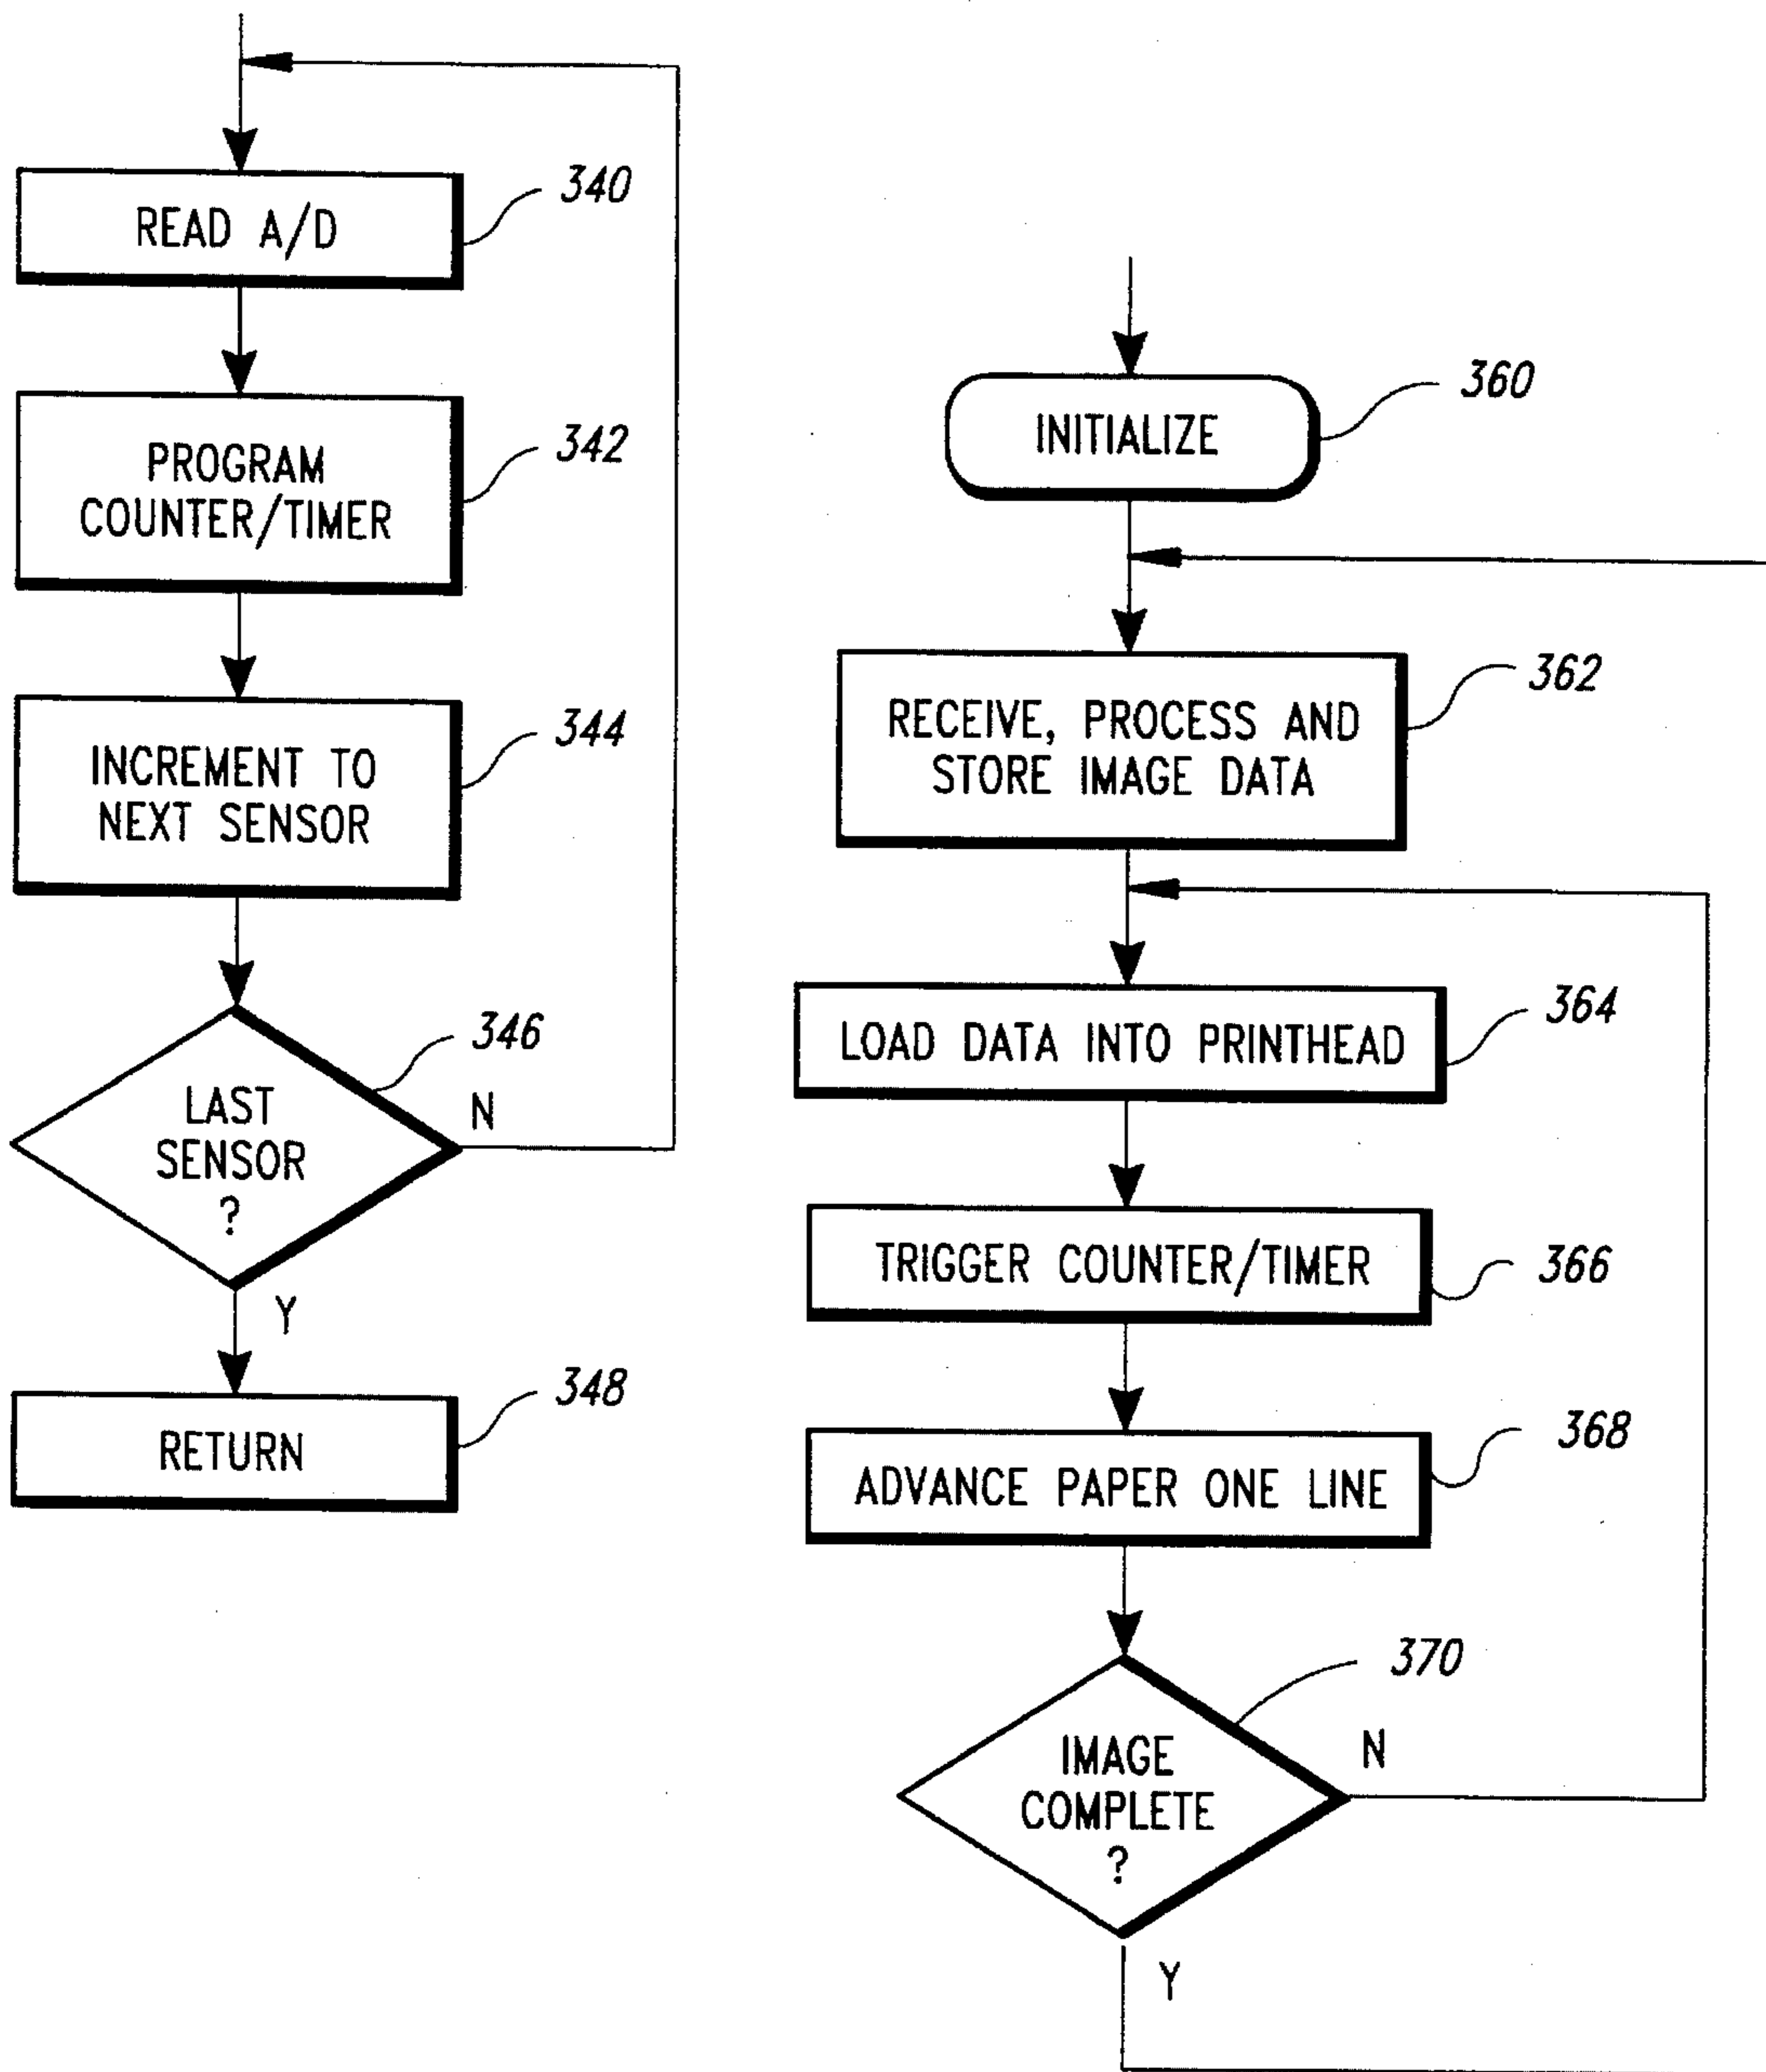 READ A/D
340
PROGRAM
COUNTER/TIMER
342
INCREMENT TO
NEXT SENSOR
344
LAST
SENSOR
?
346
N
Y
RETURN
348
INITIALIZE
360
RECEIVE, PROCESS AND
STORE IMAGE DATA
362
LOAD DATA INTO PRINTHEAD
364
TRIGGER COUNTER/TIMER
366
ADVANCE PAPER ONE LINE
368
IMAGE
COMPLETE
?
370
N
Y